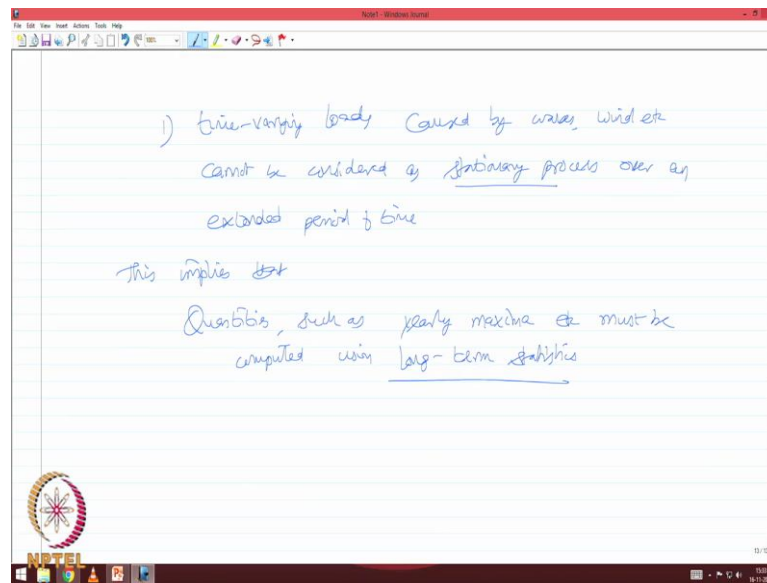 Note1 - Windows Journal
File Edit View Insert Actions Tools Help
1) time-varying loads caused by waves, wind etc
cannot be considered as stationary process over an
extended period of time
This implies that
Quantities, such as yearly maxima etc must be
computed using long-term statistics
NPTEL